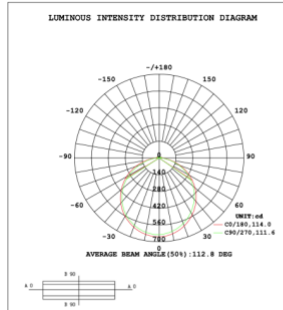 LUMINOUS INTENSITY DISTRIBUTION DIAGRAM
-/+180
-150 150
-120 120
-90 0 90
140
280
-60 420 60
560
-30 700 30
UNIT:cd
C0/180,114.0
C90/270,111.6
AVERAGE BEAM ANGLE(50%):112.8 DEG